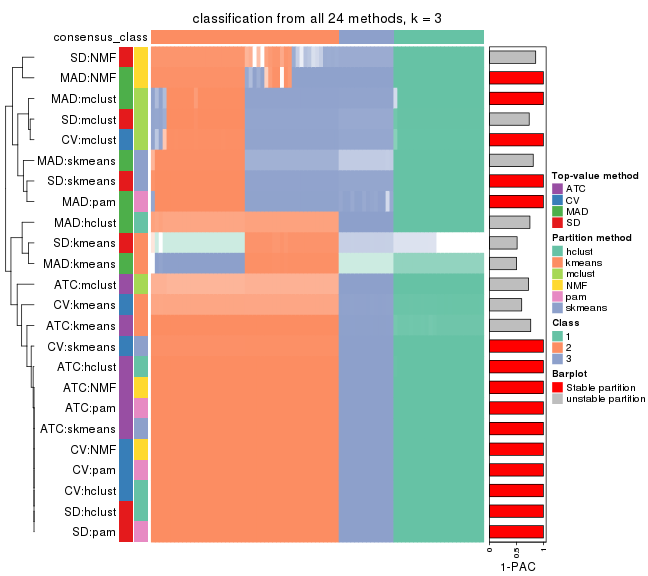 classification from all 24 methods, k = 3
consensus_class
SD:NMF
MAD:NMF
MAD:mclust
SD:mclust
CV:mclust
MAD:skmeans
SD:skmeans
MAD:pam
MAD:hclust
SD:kmeans
MAD:kmeans
ATC:mclust
CV:kmeans
ATC:kmeans
CV:skmeans
ATC:hclust
ATC:NMF
ATC:pam
ATC:skmeans
CV:NMF
CV:pam
CV:hclust
SD:hclust
SD:pam
0
0.5
1
1-PAC
Top-value method
ATC
CV
MAD
SD
Partition method
hclust
kmeans
mclust
NMF
pam
skmeans
Class
1
2
3
Barplot
Stable partition
unstable partition